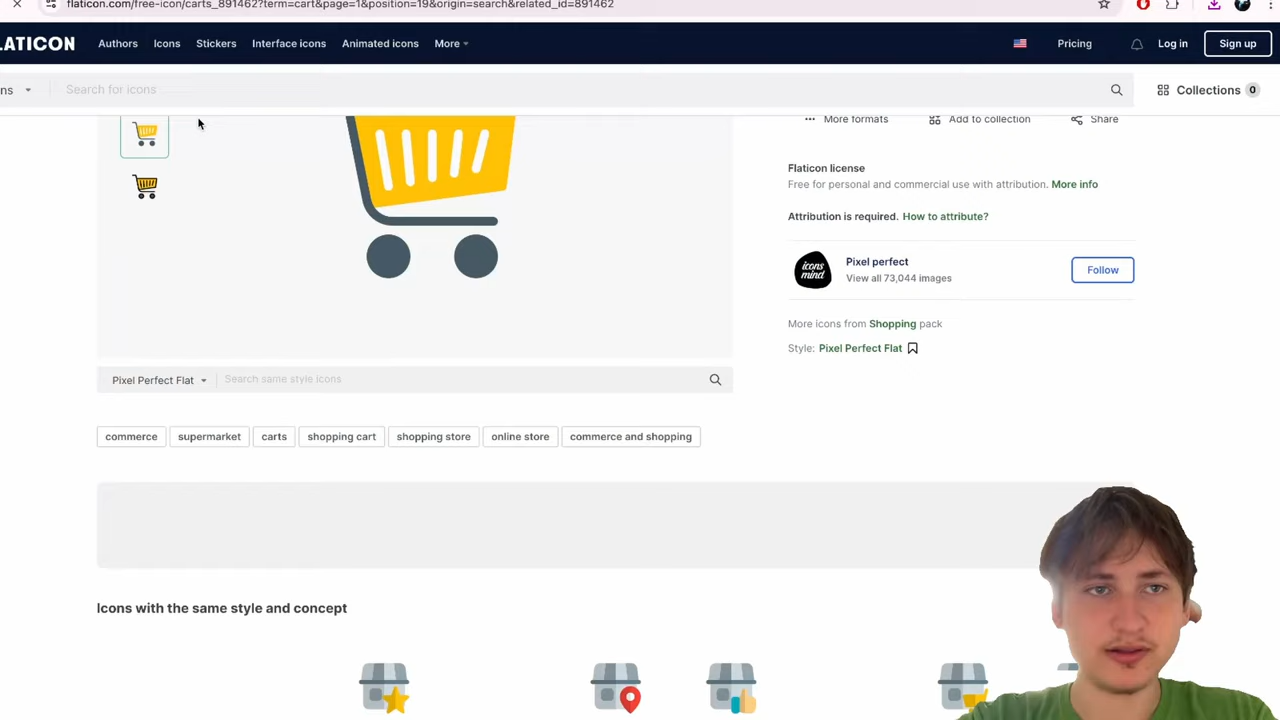 flaticon.com/free-icon/carts_891462?term=cart&page=1&position=19&origin=search&related_id=891462
LATICON Authors Icons Stickers Interface icons Animated icons More Pricing Log in Sign up
ns Search for icons Collections 0
More formats Add to collection Share
Flaticon license
Free for personal and commercial use with attribution. More info
Attribution is required. How to attribute?
icons mind
Pixel perfect
View all 73,044 images
Follow
More icons from Shopping pack
Style: Pixel Perfect Flat
Pixel Perfect Flat Search same style icons
commerce supermarket carts shopping cart shopping store online store commerce and shopping
Icons with the same style and concept